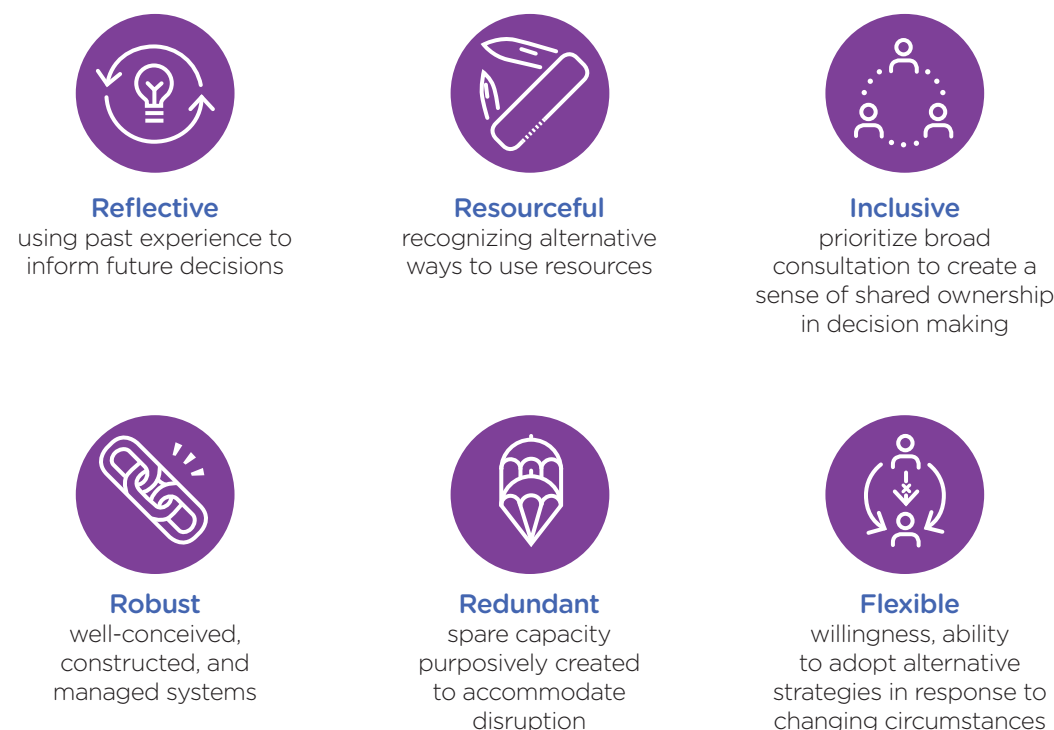 Reflective
using past experience to
inform future decisions
Resourceful
recognizing alternative
ways to use resources
Inclusive
prioritize broad
consultation to create a
sense of shared ownership
in decision making
Robust
well-conceived,
constructed, and
managed systems
Redundant
spare capacity
purposively created
to accommodate
disruption
Flexible
willingness, ability
to adopt alternative
strategies in response to
changing circumstances